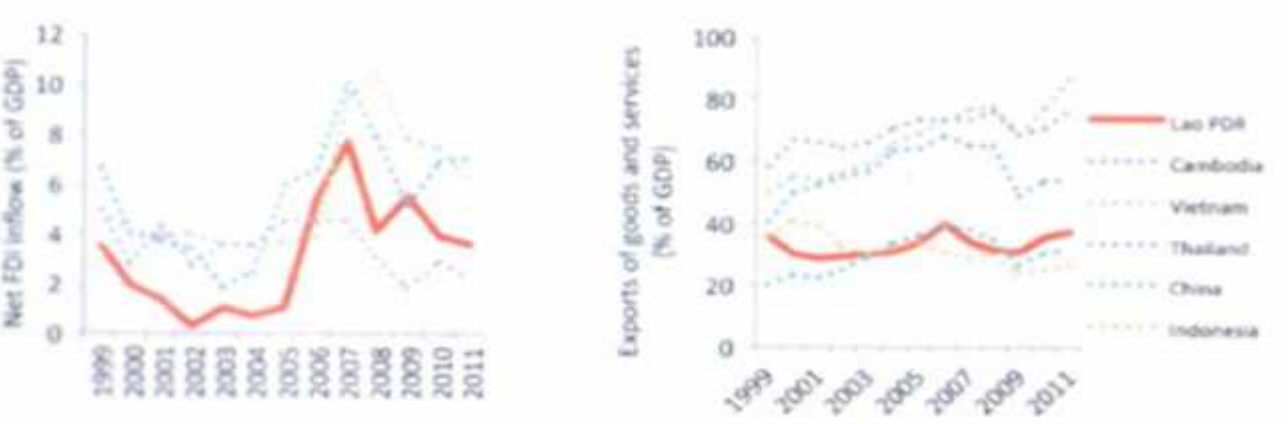 Net FDI inflow (% of GDP)
12
10
8
6
4
2
0
1999 2000 2001 2002 2003 2004 2005 2006 2007 2008 2009 2010 2011
Exports of goods and services
(% of GDP)
100
80
60
40
20
0
1999 2001 2003 2005 2007 2009 2011
Lao PDR
Cambodia
Vietnam
Thailand
China
Indonesia